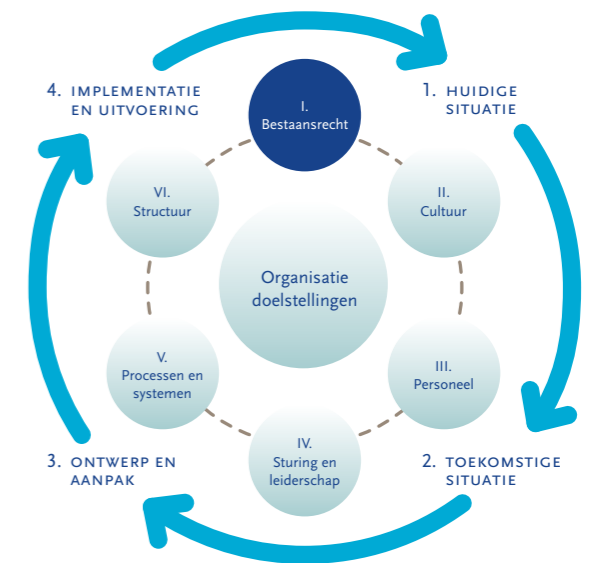 4. IMPLEMENTATIE
EN UITVOERING
1. HUIDIGE
SITUATIE
I.
Bestaansrecht
VI.
Structuur
II.
Cultuur
Organisatie
doelstellingen
V.
Processen en
systemen
III.
Personeel
IV.
Sturing en
leiderschap
3. ONTWERP EN
AANPAK
2. TOEKOMSTIGE
SITUATIE